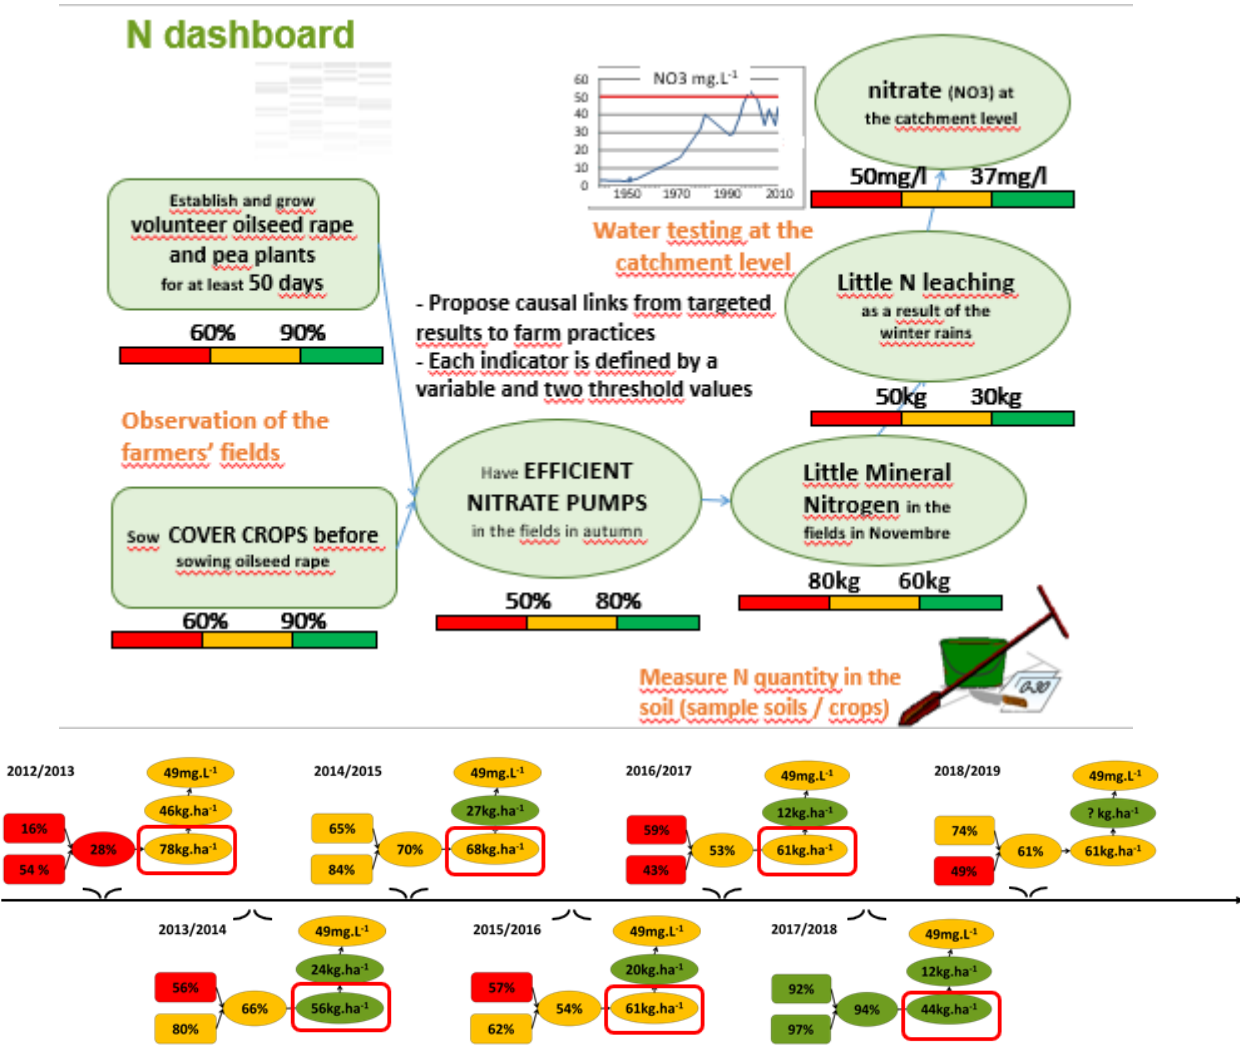 N dashboard
NO3 mg.L-1
60
50
40
30
20
10
0
1950
1970
1990
2010
nitrate (NO3) at
the catchment level
50mg/l
37mg/l
Establish and grow
volunteer oilseed rape
and pea plants
for at least 50 days
60%
90%
Water testing at the
catchment level
Little N leaching
as a result of the
winter rains
50kg
30kg
- Propose causal links from targeted
results to farm practices
- Each indicator is defined by a
variable and two threshold values
Observation of the
farmers' fields
Sow COVER CROPS before
sowing oilseed rape
60%
90%
Have EFFICIENT
NITRATE PUMPS
in the fields in autumn
50%
80%
Little Mineral
Nitrogen in the
fields in Novembre
80kg
60kg
Measure N quantity in the
soil (sample soils / crops)
0-30
2012/2013
49mg.L-1
46kg.ha-1
16%
28%
78kg.ha-1
54 %
2014/2015
49mg.L-1
27kg.ha-1
65%
70%
68kg.ha-1
84%
2016/2017
49mg.L-1
12kg.ha-1
59%
53%
61kg.ha-1
43%
2018/2019
49mg.L-1
? kg.ha-1
74%
61%
61kg.ha-1
49%
2013/2014
49mg.L-1
24kg.ha-1
56%
66%
56kg.ha-1
80%
2015/2016
49mg.L-1
20kg.ha-1
57%
54%
61kg.ha-1
62%
2017/2018
49mg.L-1
12kg.ha-1
92%
94%
44kg.ha-1
97%